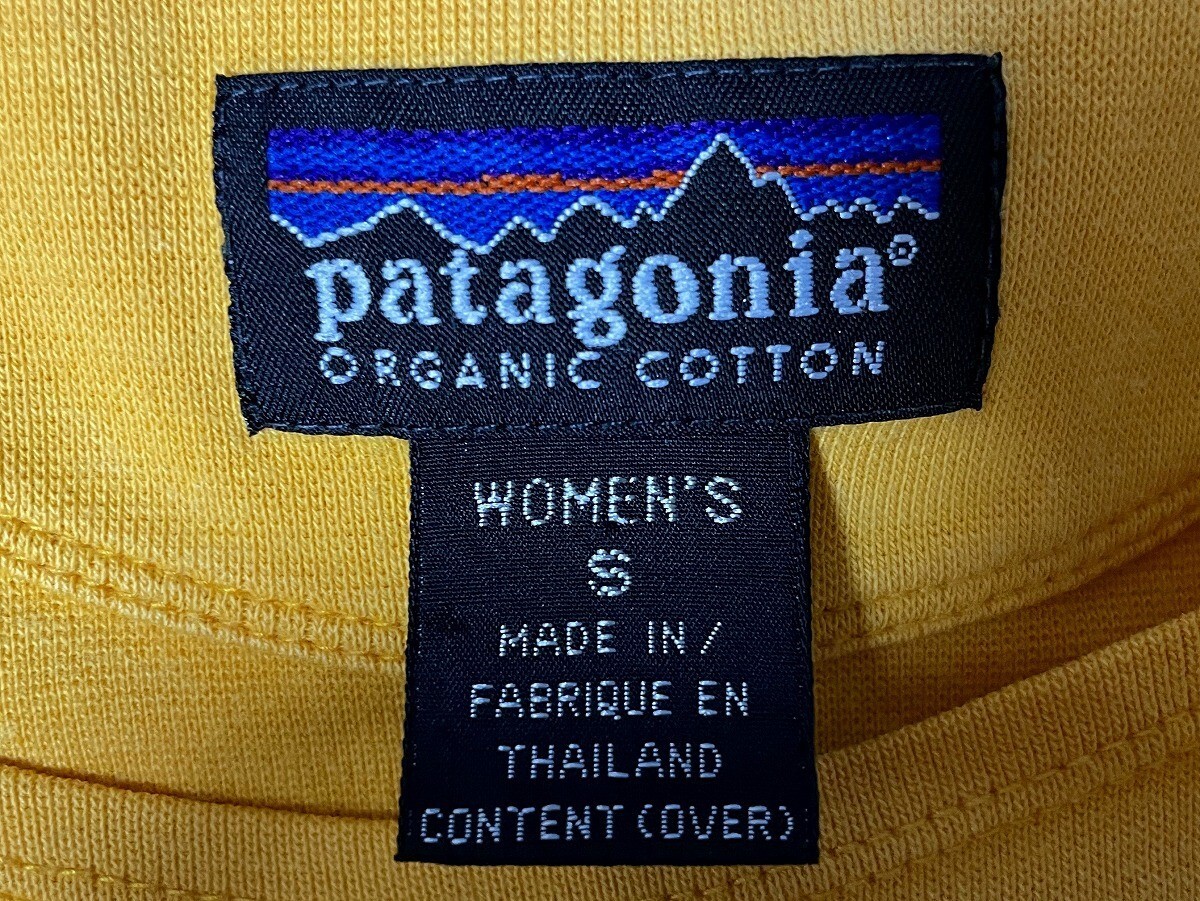 patagonia®
ORGANIC COTTON
WOMEN'S
S
MADE IN /
FABRIQUE EN
THAILAND
CONTENT (OVER)